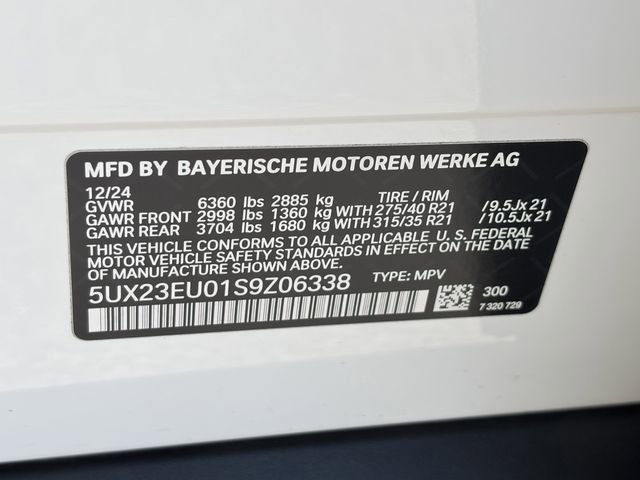 MFD BY BAYERISCHE MOTOREN WERKE AG
12/24
GVWR 6360 lbs 2885 kg TIRE / RIM
GAWR FRONT 2998 lbs 1360 kg WITH 275/40 R21 /9.5Jx21
GAWR REAR 3704 lbs 1680 kg WITH 315/35 R21 /10.5Jx21
THIS VEHICLE CONFORMS TO ALL APPLICABLE U. S. FEDERAL
MOTOR VEHICLE SAFETY STANDARDS IN EFFECT ON THE DATE
OF MANUFACTURE SHOWN ABOVE.
5UX23EU01S9Z06338 TYPE: MPV
300
7 320 729